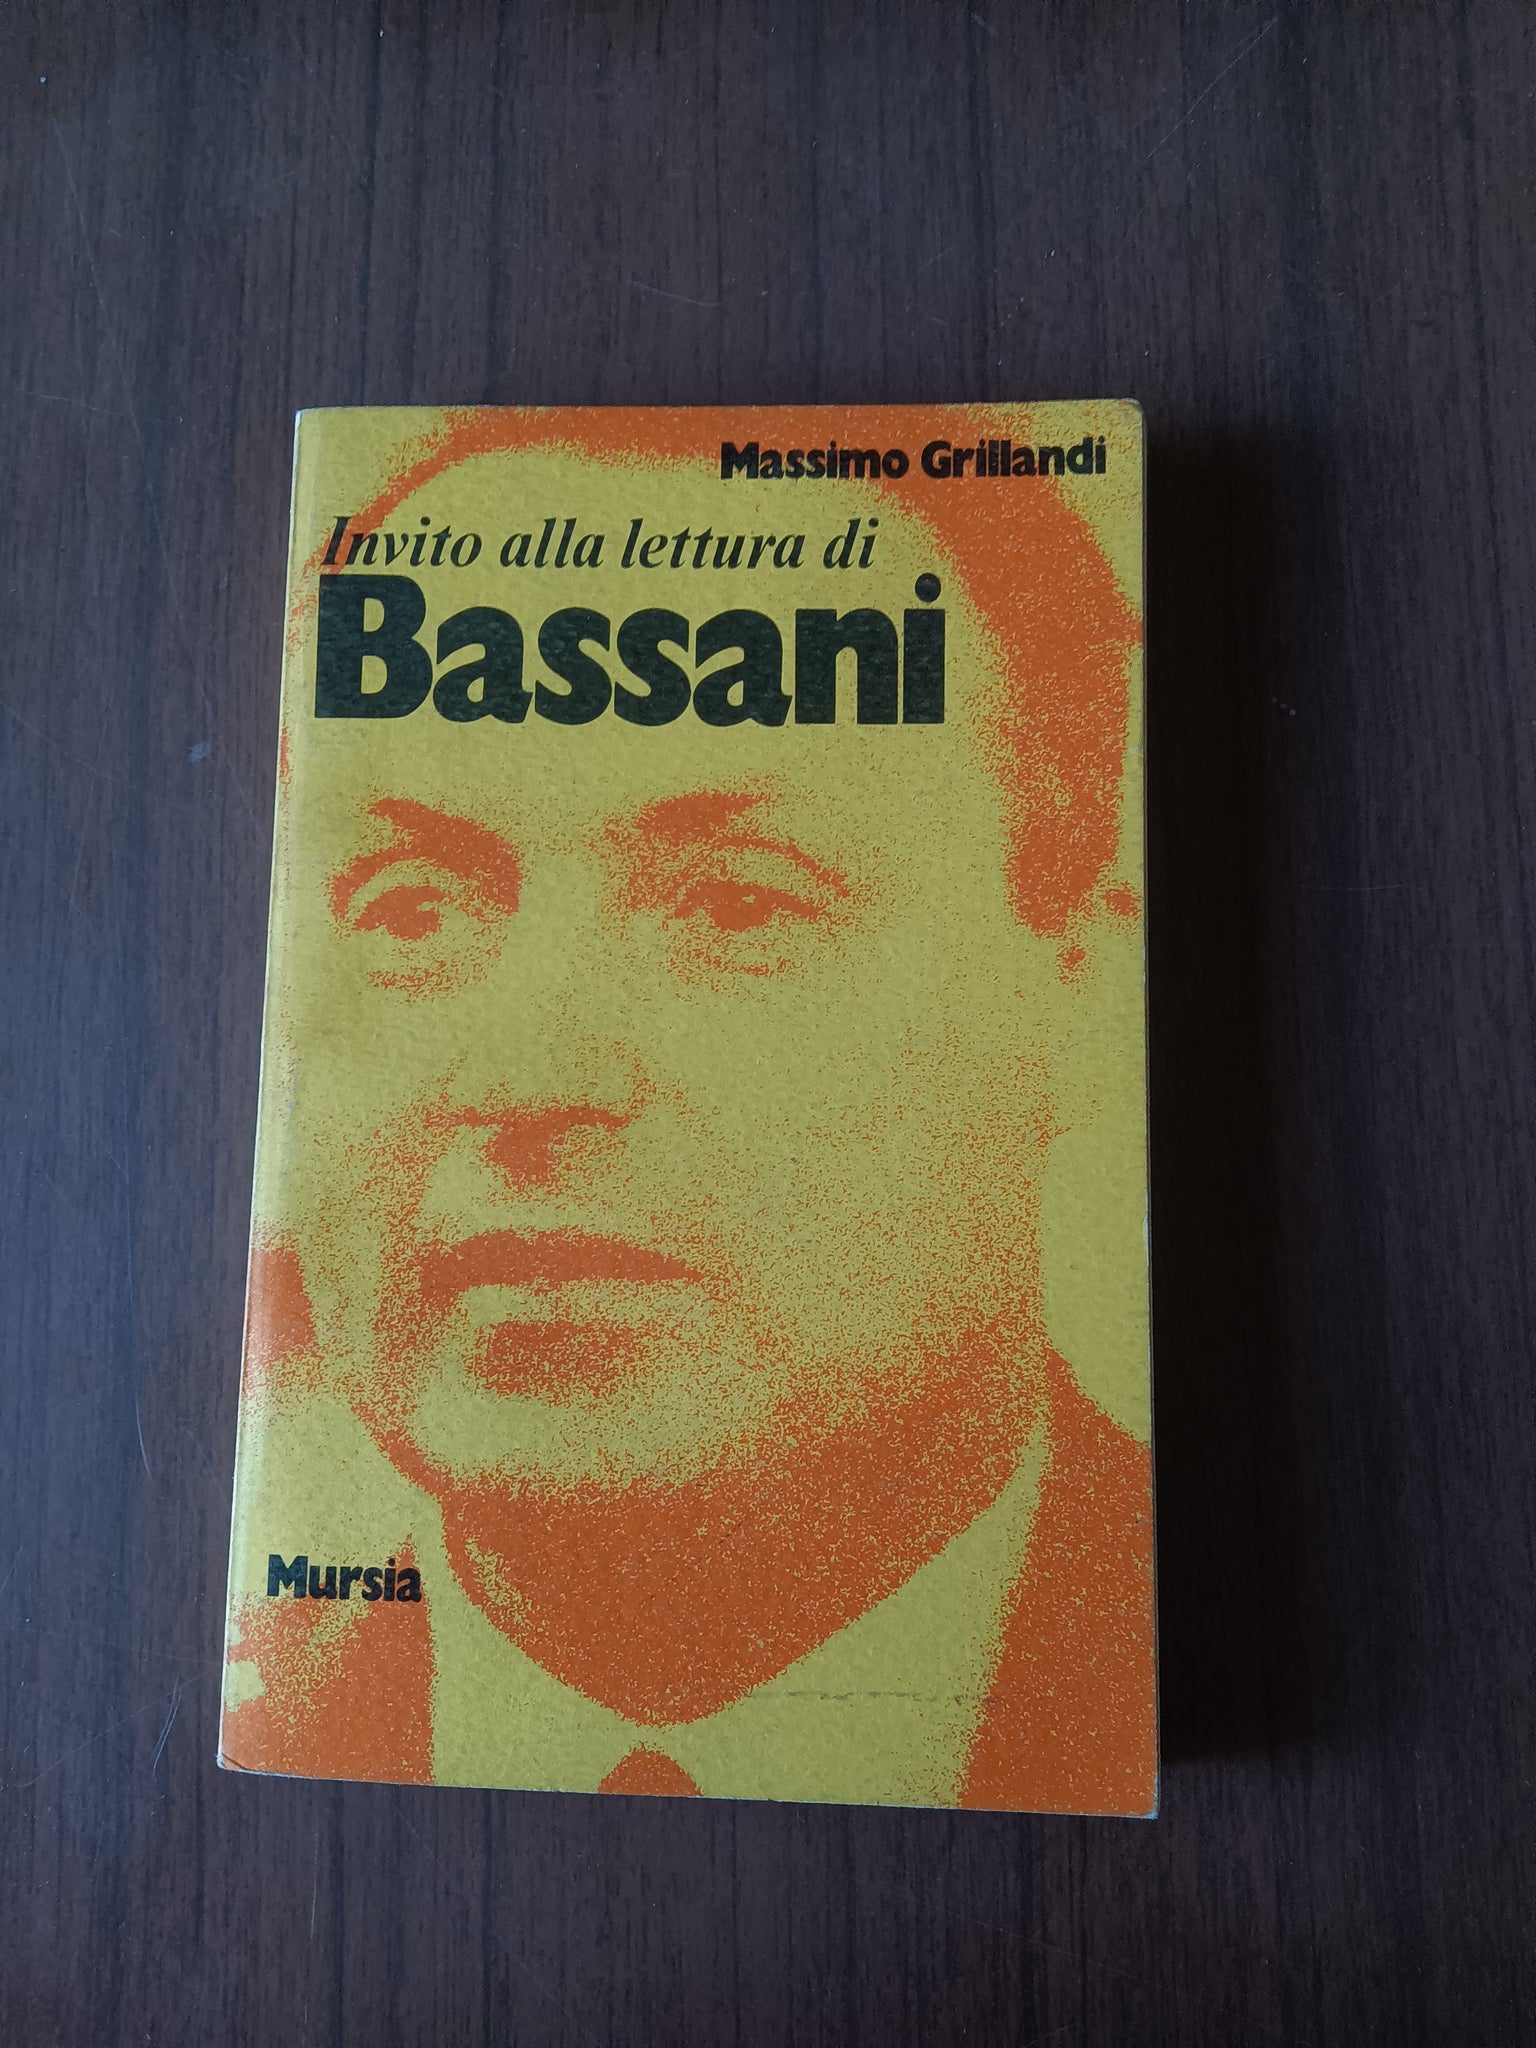 Massimo Grillandi
Invito alla lettura di
Bassani
Mursia